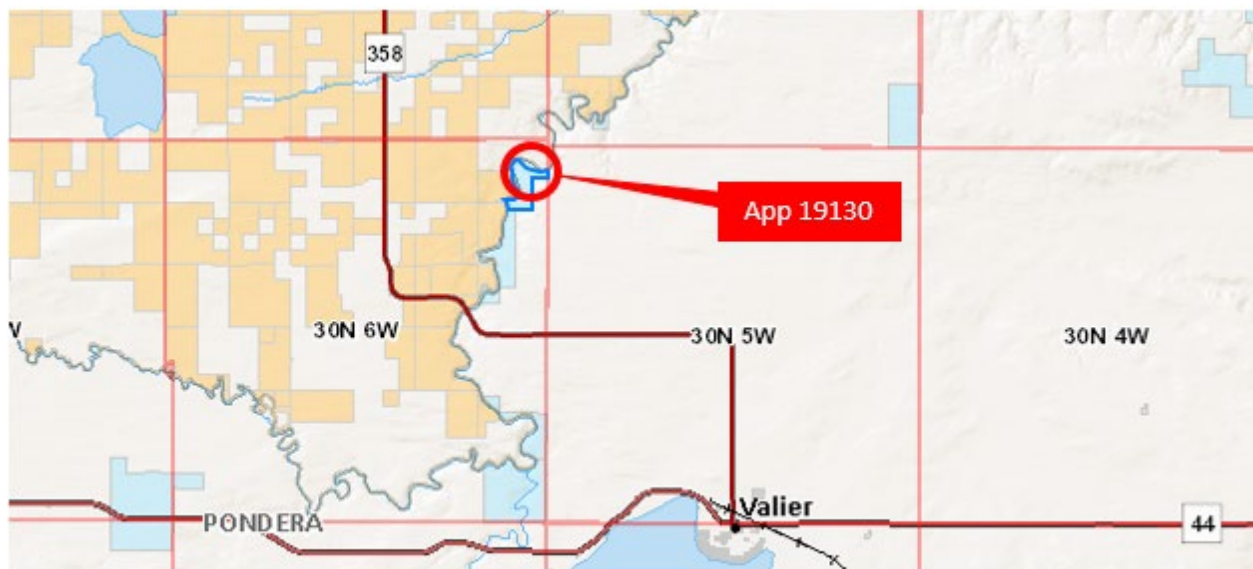 358
App 19130
30N 6W
30N 5W
30N 4W
W
Valier
PONDERA
44